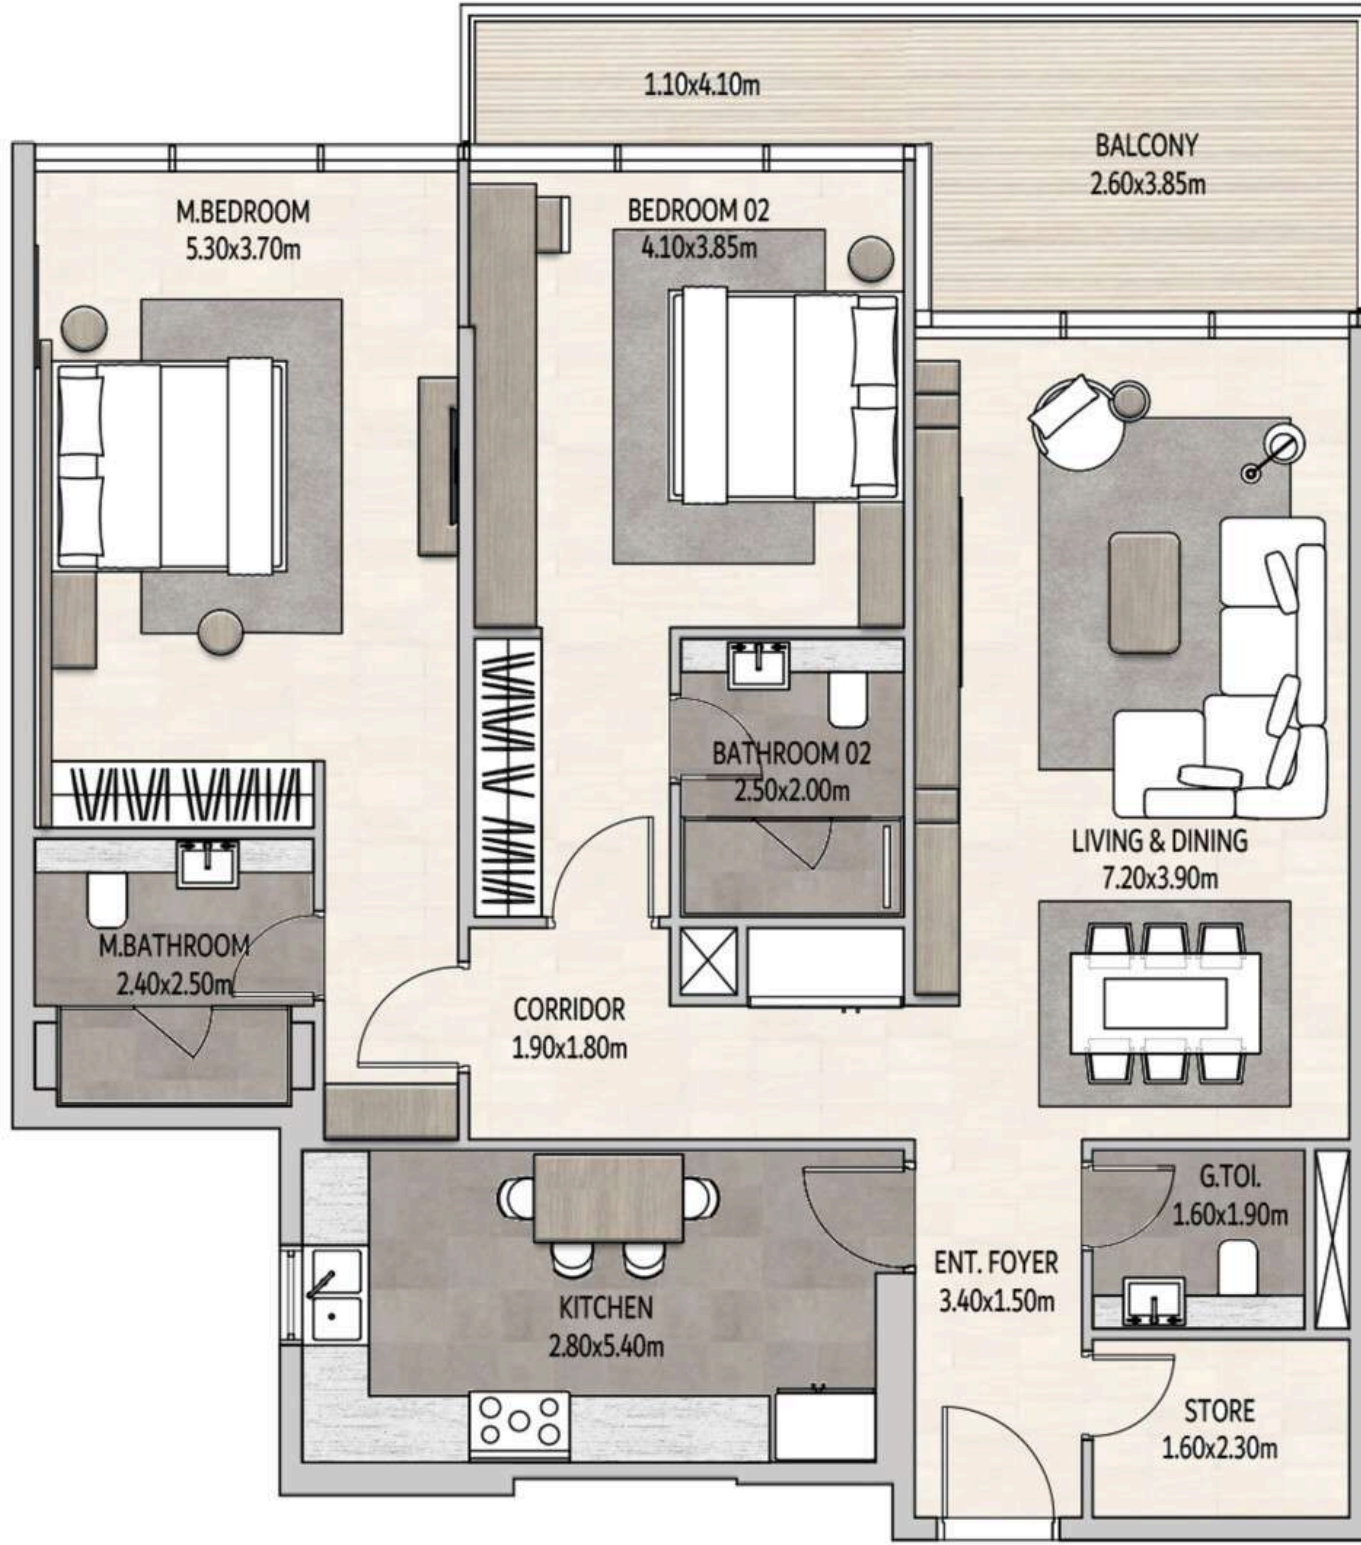 1.10x4.10m
BALCONY
2.60x3.85m
M.BEDROOM
5.30x3.70m
BEDROOM 02
4.10x3.85m
BATHROOM 02
2.50x2.00m
LIVING & DINING
7.20x3.90m
M.BATHROOM
2.40x2.50m
CORRIDOR
1.90x1.80m
G.TOI.
1.60x1.90m
ENT. FOYER
3.40x1.50m
KITCHEN
2.80x5.40m
STORE
1.60x2.30m